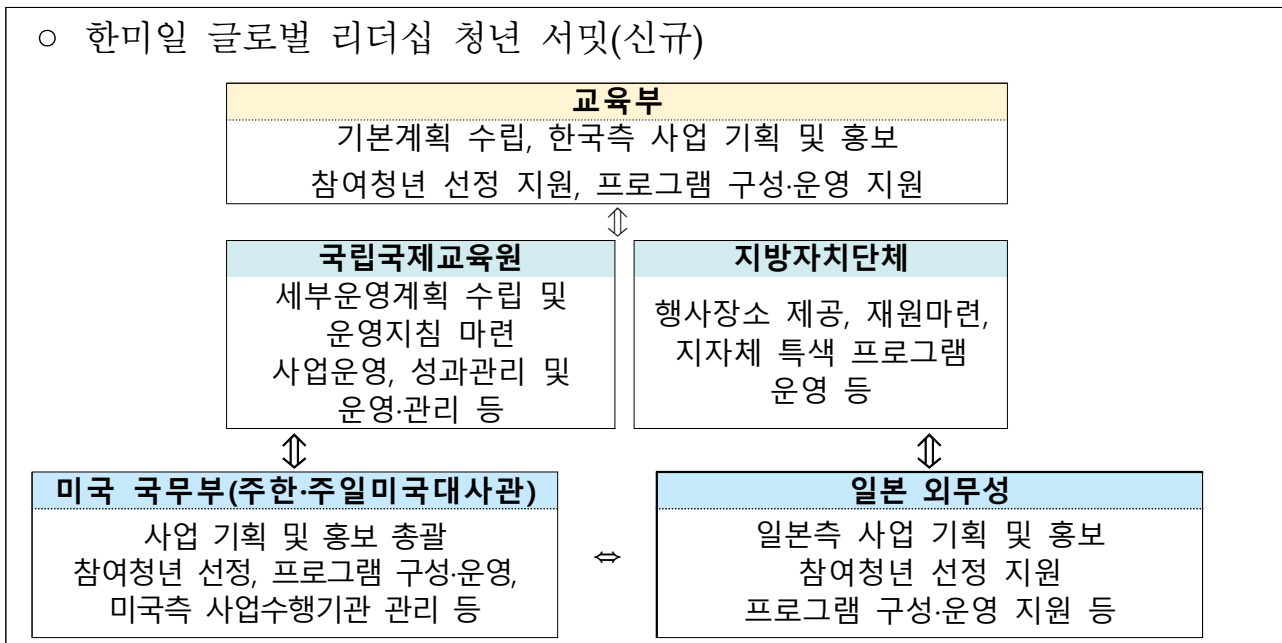 ○ 한미일 글로벌 리더십 청년 서밋(신규)
교육부
기본계획 수립, 한국측 사업 기획 및 홍보
참여청년 선정 지원, 프로그램 구성·운영 지원
⇕
국립국제교육원
세부운영계획 수립 및
운영지침 마련
사업운영, 성과관리 및
운영·관리 등
지방자치단체
행사장소 제공, 재원마련,
지자체 특색 프로그램
운영 등
⇕
⇕
미국 국무부(주한·주일미국대사관)
사업 기획 및 홍보 총괄
참여청년 선정, 프로그램 구성·운영,
미국측 사업수행기관 관리 등
⇔
일본 외무성
일본측 사업 기획 및 홍보
참여청년 선정 지원
프로그램 구성·운영 지원 등